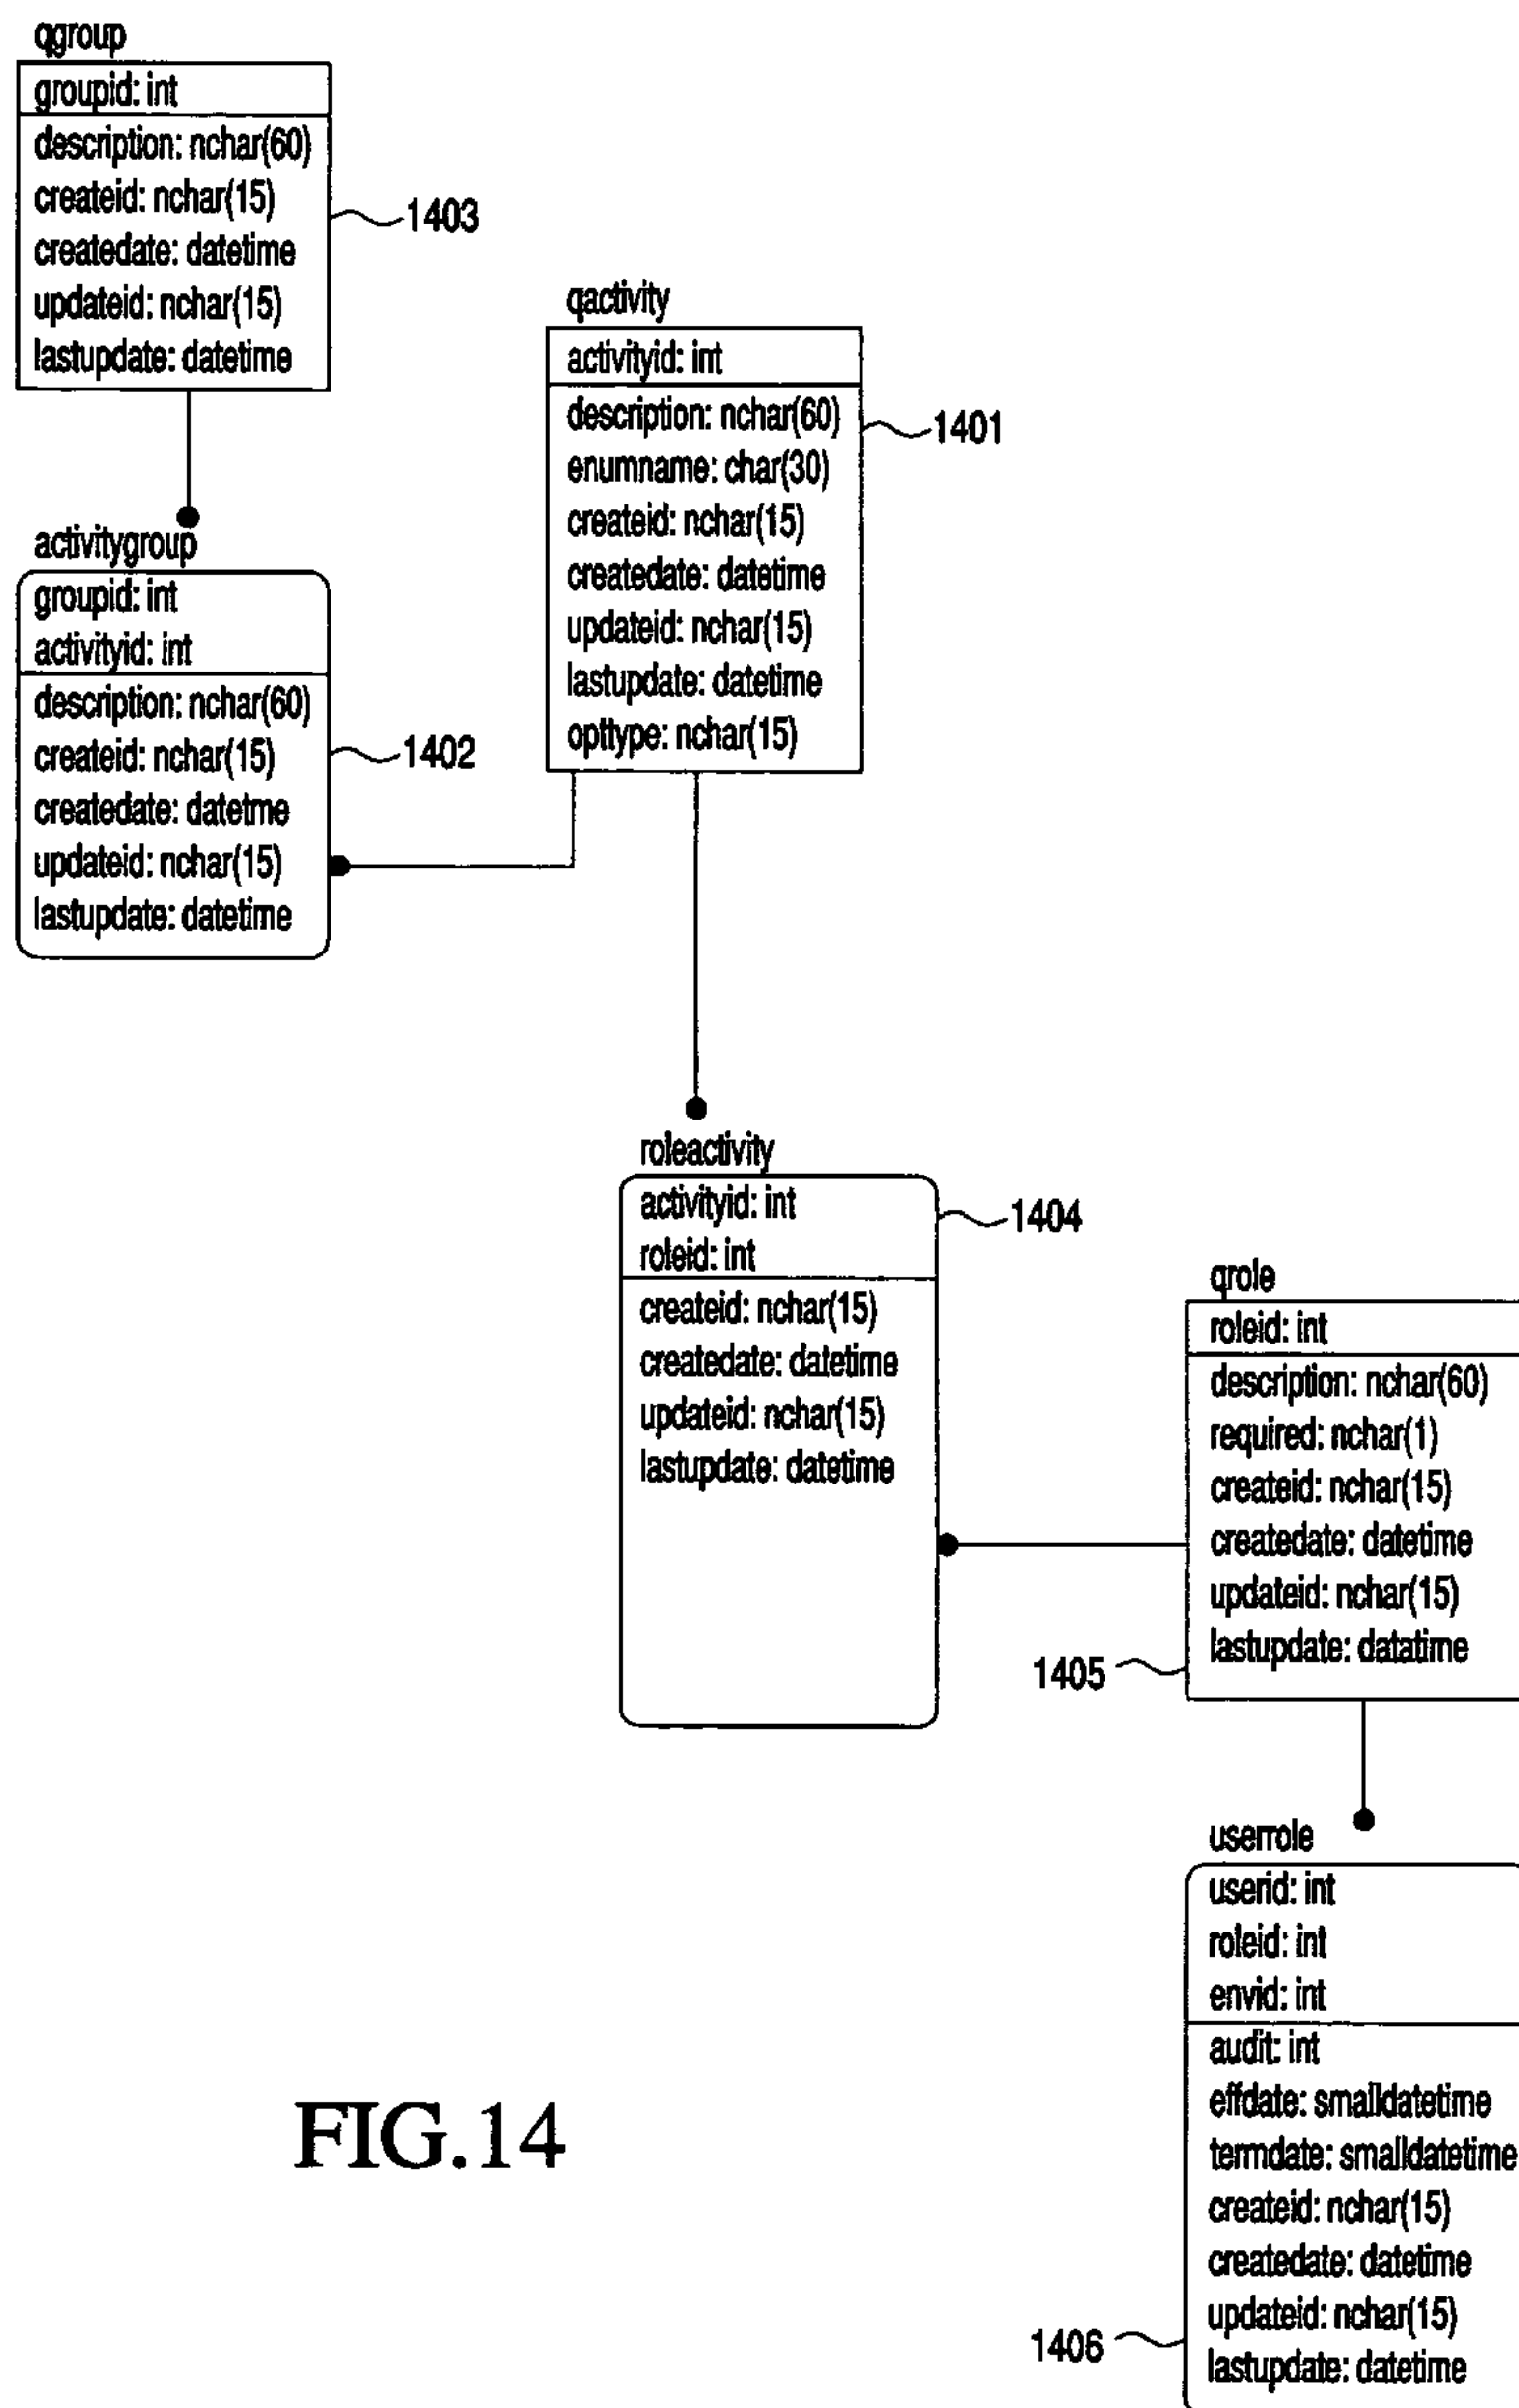 qgroup
groupid: int
description: nchar(60)
createid: nchar(15)
createdate: datetime
updateid: nchar(15)
lastupdate: datetime
1403
qactivity
activityid: int
description: nchar(60)
enumname: char(30)
createid: nchar(15)
createdate: datetime
updateid: nchar(15)
lastupdate: datetime
opttype: nchar(15)
1401
activitygroup
groupid: int
activityid: int
description: nchar(60)
createid: nchar(15)
createdate: datetme
updateid: nchar(15)
lastupdate: datetime
1402
roleactivity
activityid: int
roleid: int
createid: nchar(15)
createdate: datetime
updateid: nchar(15)
lastupdate: datetime
1404
qrole
roleid: int
description: nchar(60)
required: nchar(1)
createid: nchar(15)
createdate: datetime
updateid: nchar(15)
lastupdate: datatime
1405
userrole
userid: int
roleid: int
envid: int
audit: int
effdate: smalldatetime
termdate: smalldatetime
createid: nchar(15)
createdate: datetime
updateid: nchar(15)
lastupdate: datetime
1406
FIG.14